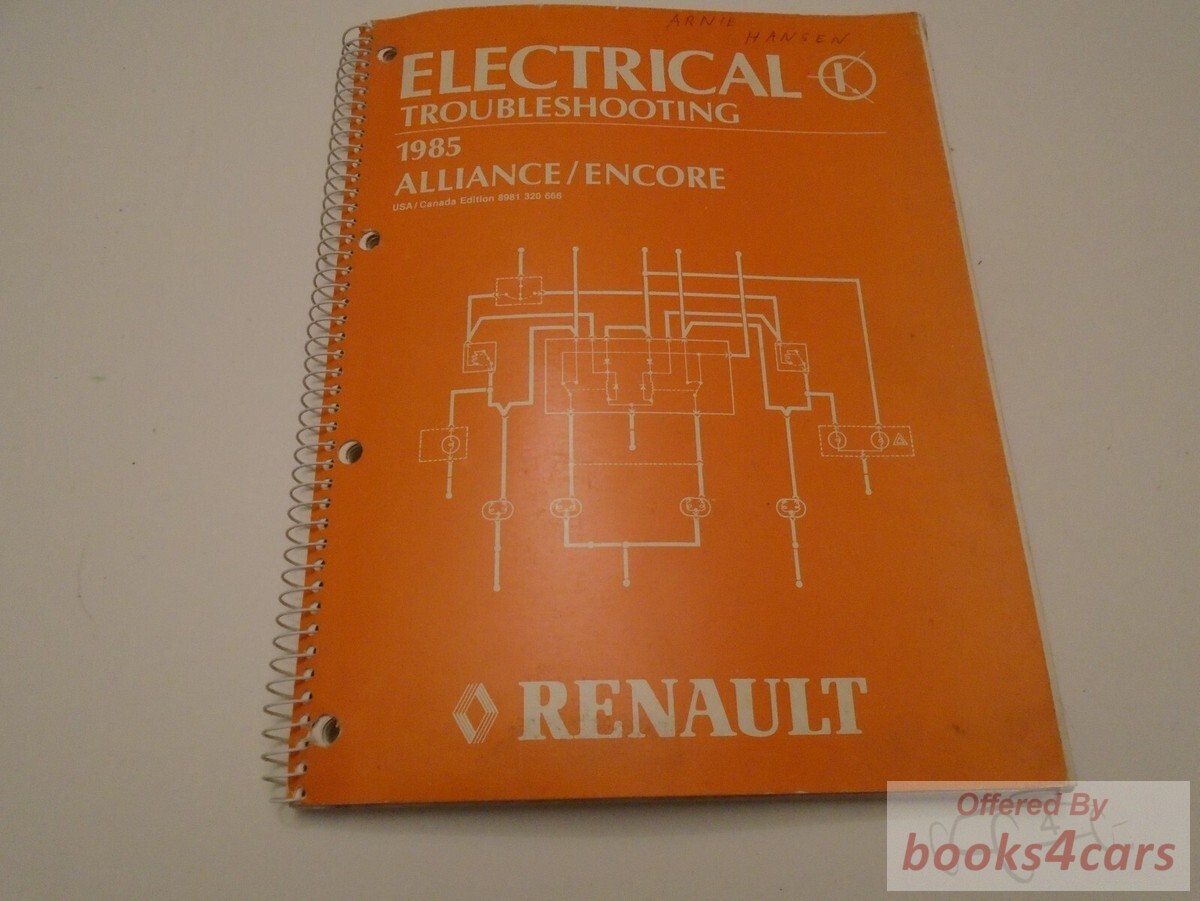 ARNIE
HANSEN
ELECTRICAL
TROUBLESHOOTING
1985
ALLIANCE/ENCORE
USA/Canada Edition 8981 320 666
RENAULT
Offered By
books4cars